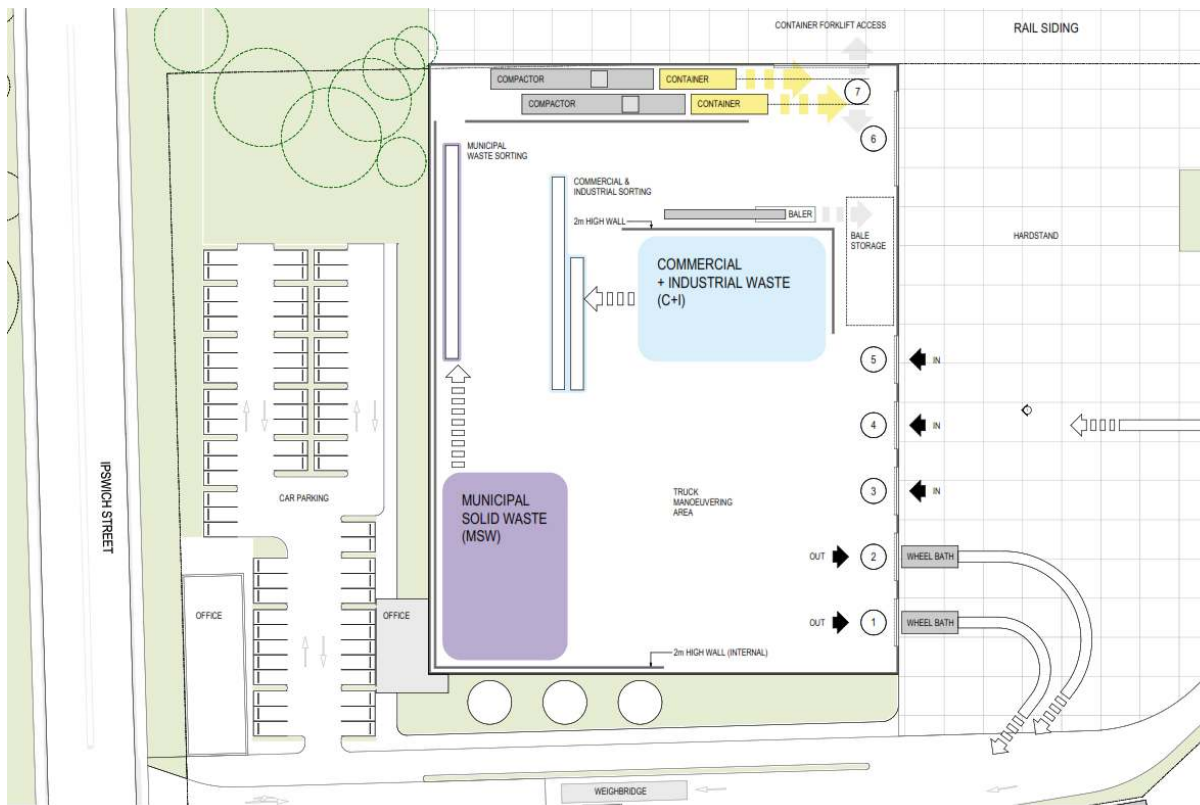 CONTAINER FORKLIFT ACCESS
RAIL SIDING
COMPACTOR
CONTAINER
COMPACTOR
CONTAINER
7
6
MUNICIPAL
WASTE SORTING
COMMERCIAL &
INDUSTRIAL SORTING
2m HIGH WALL
BALER
BALE
STORAGE
HARDSTAND
COMMERCIAL
+ INDUSTRIAL WASTE
(C+I)
5
IN
4
IN
3
IN
IPSWICH STREET
CAR PARKING
MUNICIPAL
SOLID WASTE
(MSW)
TRUCK
MANOEUVERING
AREA
OUT
2
WHEEL BATH
OFFICE
OFFICE
OUT
1
WHEEL BATH
2m HIGH WALL (INTERNAL)
WEIGHBRIDGE